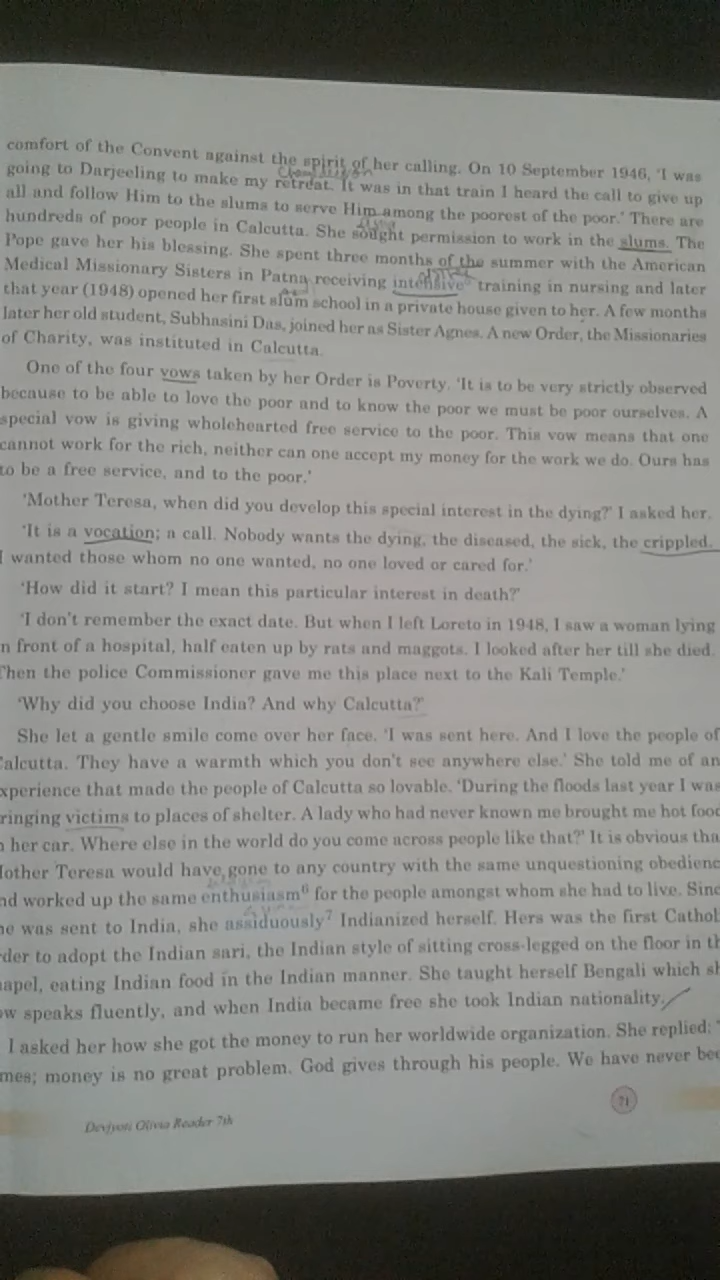 comfort of the Convent against the spirit of her calling. On 10 September 1946, 'I was
going to Darjeeling to make my retreat. It was in that train I heard the call to give up
all and follow Him to the slums to serve Him among the poorest of the poor.' There are
hundreds of poor people in Calcutta. She sought permission to work in the slums. The
Pope gave her his blessing. She spent three months of the summer with the American
Medical Missionary Sisters in Patna receiving intensive⁵ training in nursing and later
that year (1948) opened her first slum school in a private house given to her. A few months
later her old student, Subhasini Das, joined her as Sister Agnes. A new Order, the Missionaries
of Charity, was instituted in Calcutta.
One of the four vows taken by her Order is Poverty. 'It is to be very strictly observed
because to be able to love the poor and to know the poor we must be poor ourselves. A
special vow is giving wholehearted free service to the poor. This vow means that one
cannot work for the rich, neither can one accept my money for the work we do. Ours has
to be a free service, and to the poor.'
'Mother Teresa, when did you develop this special interest in the dying?' I asked her.
'It is a vocation; a call. Nobody wants the dying, the diseased, the sick, the crippled.
I wanted those whom no one wanted, no one loved or cared for.'
'How did it start? I mean this particular interest in death?'
'I don't remember the exact date. But when I left Loreto in 1948, I saw a woman lying
n front of a hospital, half eaten up by rats and maggots. I looked after her till she died.
Then the police Commissioner gave me this place next to the Kali Temple.'
'Why did you choose India? And why Calcutta?'
She let a gentle smile come over her face. 'I was sent here. And I love the people of
Calcutta. They have a warmth which you don't see anywhere else.' She told me of an
xperience that made the people of Calcutta so lovable. 'During the floods last year I was
ringing victims to places of shelter. A lady who had never known me brought me hot food
n her car. Where else in the world do you come across people like that?' It is obvious tha
Mother Teresa would have gone to any country with the same unquestioning obedienc
nd worked up the same enthusiasm⁶ for the people amongst whom she had to live. Sinc
he was sent to India, she assiduously⁷ Indianized herself. Hers was the first Cathol
rder to adopt the Indian sari, the Indian style of sitting cross-legged on the floor in th
hapel, eating Indian food in the Indian manner. She taught herself Bengali which sh
ow speaks fluently, and when India became free she took Indian nationality.
I asked her how she got the money to run her worldwide organization. She replied: '
mes; money is no great problem. God gives through his people. We have never bee
71
Devjyoti Olivia Reader 7th